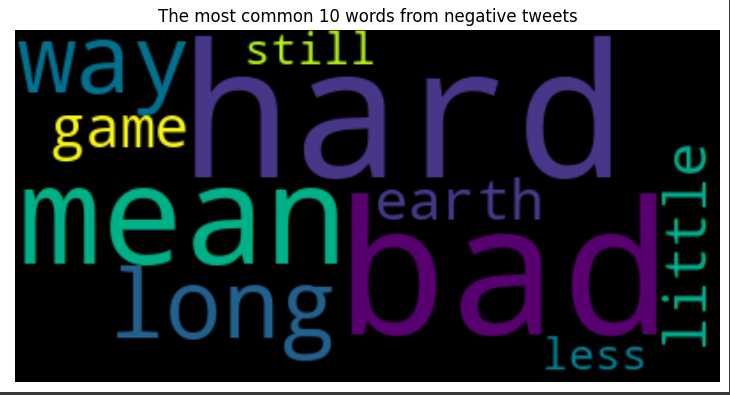 The most common 10 words from negative tweets
way
still
hard
game
mean
earth
little
bad
long
less